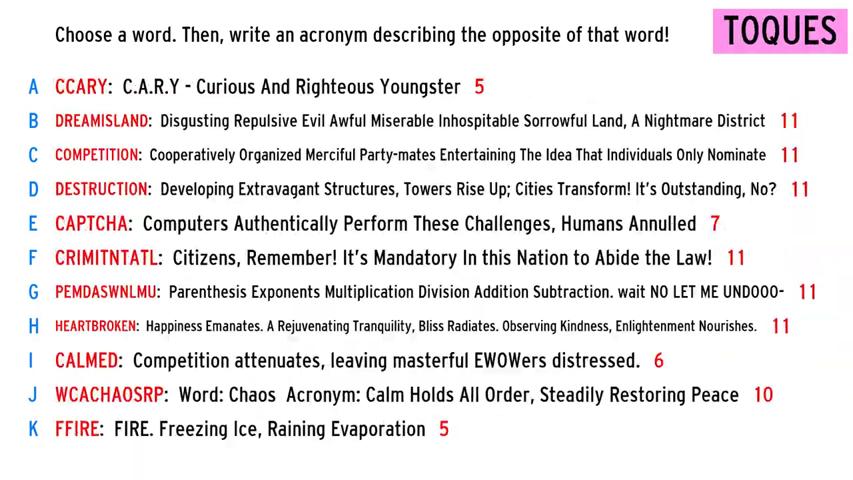 Choose a word. Then, write an acronym describing the opposite of that word!
TOQUES
A CCARY: C.A.R.Y - Curious And Righteous Youngster 5
B DREAMISLAND: Disgusting Repulsive Evil Awful Miserable Inhospitable Sorrowful Land, A Nightmare District 11
C COMPETITION: Cooperatively Organized Merciful Party-mates Entertaining The Idea That Individuals Only Nominate 11
D DESTRUCTION: Developing Extravagant Structures, Towers Rise Up; Cities Transform! It's Outstanding, No? 11
E CAPTCHA: Computers Authentically Perform These Challenges, Humans Annulled 7
F CRIMITNTATL: Citizens, Remember! It's Mandatory In this Nation to Abide the Law! 11
G PEMDASWNLMU: Parenthesis Exponents Multiplication Division Addition Subtraction. wait NO LET ME UNDOOO- 11
H HEARTBROKEN: Happiness Emanates. A Rejuvenating Tranquility, Bliss Radiates. Observing Kindness, Enlightenment Nourishes. 11
I CALMED: Competition attenuates, leaving masterful EWOWers distressed. 6
J WCACHAOSRP: Word: Chaos Acronym: Calm Holds All Order, Steadily Restoring Peace 10
K FFIRE: FIRE. Freezing Ice, Raining Evaporation 5